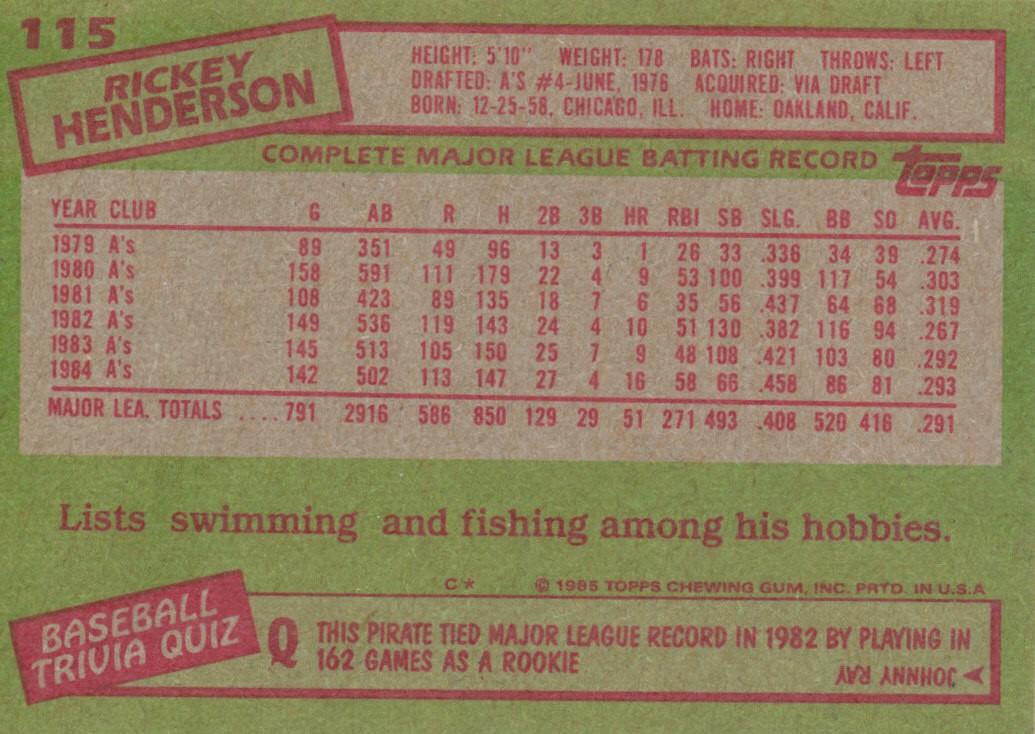 115
RICKEY
HENDERSON
HEIGHT: 5'10" WEIGHT: 178 BATS: RIGHT THROWS: LEFT
DRAFTED: A'S #4-JUNE, 1976 ACQUIRED: VIA DRAFT
BORN: 12-25-58, CHICAGO, ILL. HOME: OAKLAND, CALIF.
COMPLETE MAJOR LEAGUE BATTING RECORD
Topps
YEAR CLUB G AB R H 2B 3B HR RBI SB SLG. BB SO AVG.
1979 A's 89 351 49 96 13 3 1 26 33 .336 34 39 .274
1980 A's 158 591 111 179 22 4 9 53 100 .399 117 54 .303
1981 A's 108 423 89 135 18 7 6 35 56 .437 64 68 .319
1982 A's 149 536 119 143 24 4 10 51 130 .382 116 94 .267
1983 A's 145 513 105 150 25 7 9 48 108 .421 103 80 .292
1984 A's 142 502 113 147 27 4 16 58 66 .458 86 81 .293
MAJOR LEA. TOTALS ....791 2916 586 850 129 29 51 271 493 .408 520 416 .291
Lists swimming and fishing among his hobbies.
C* © 1985 TOPPS CHEWING GUM, INC. PRTD. IN U.S.A
BASEBALL
TRIVIA QUIZ
Q THIS PIRATE TIED MAJOR LEAGUE RECORD IN 1982 BY PLAYING IN
162 GAMES AS A ROOKIE
JOHNNY RAY